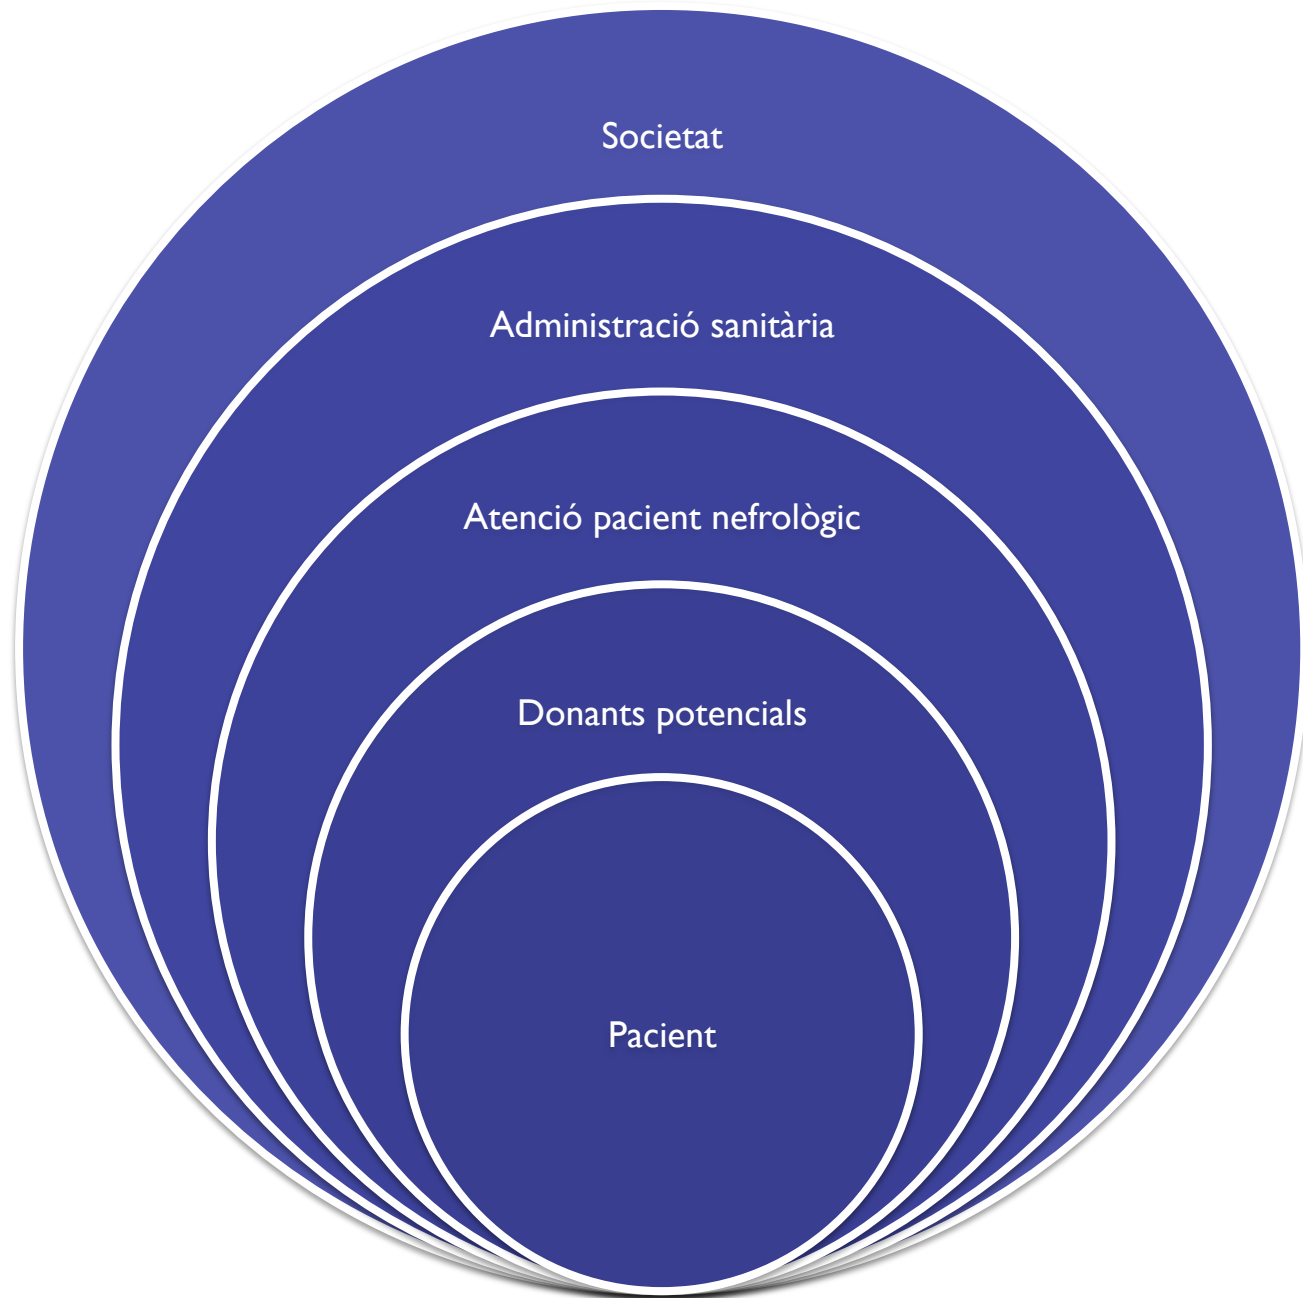 Societat
Administració sanitària
Atenció pacient nefrològic
Donants potencials
Pacient